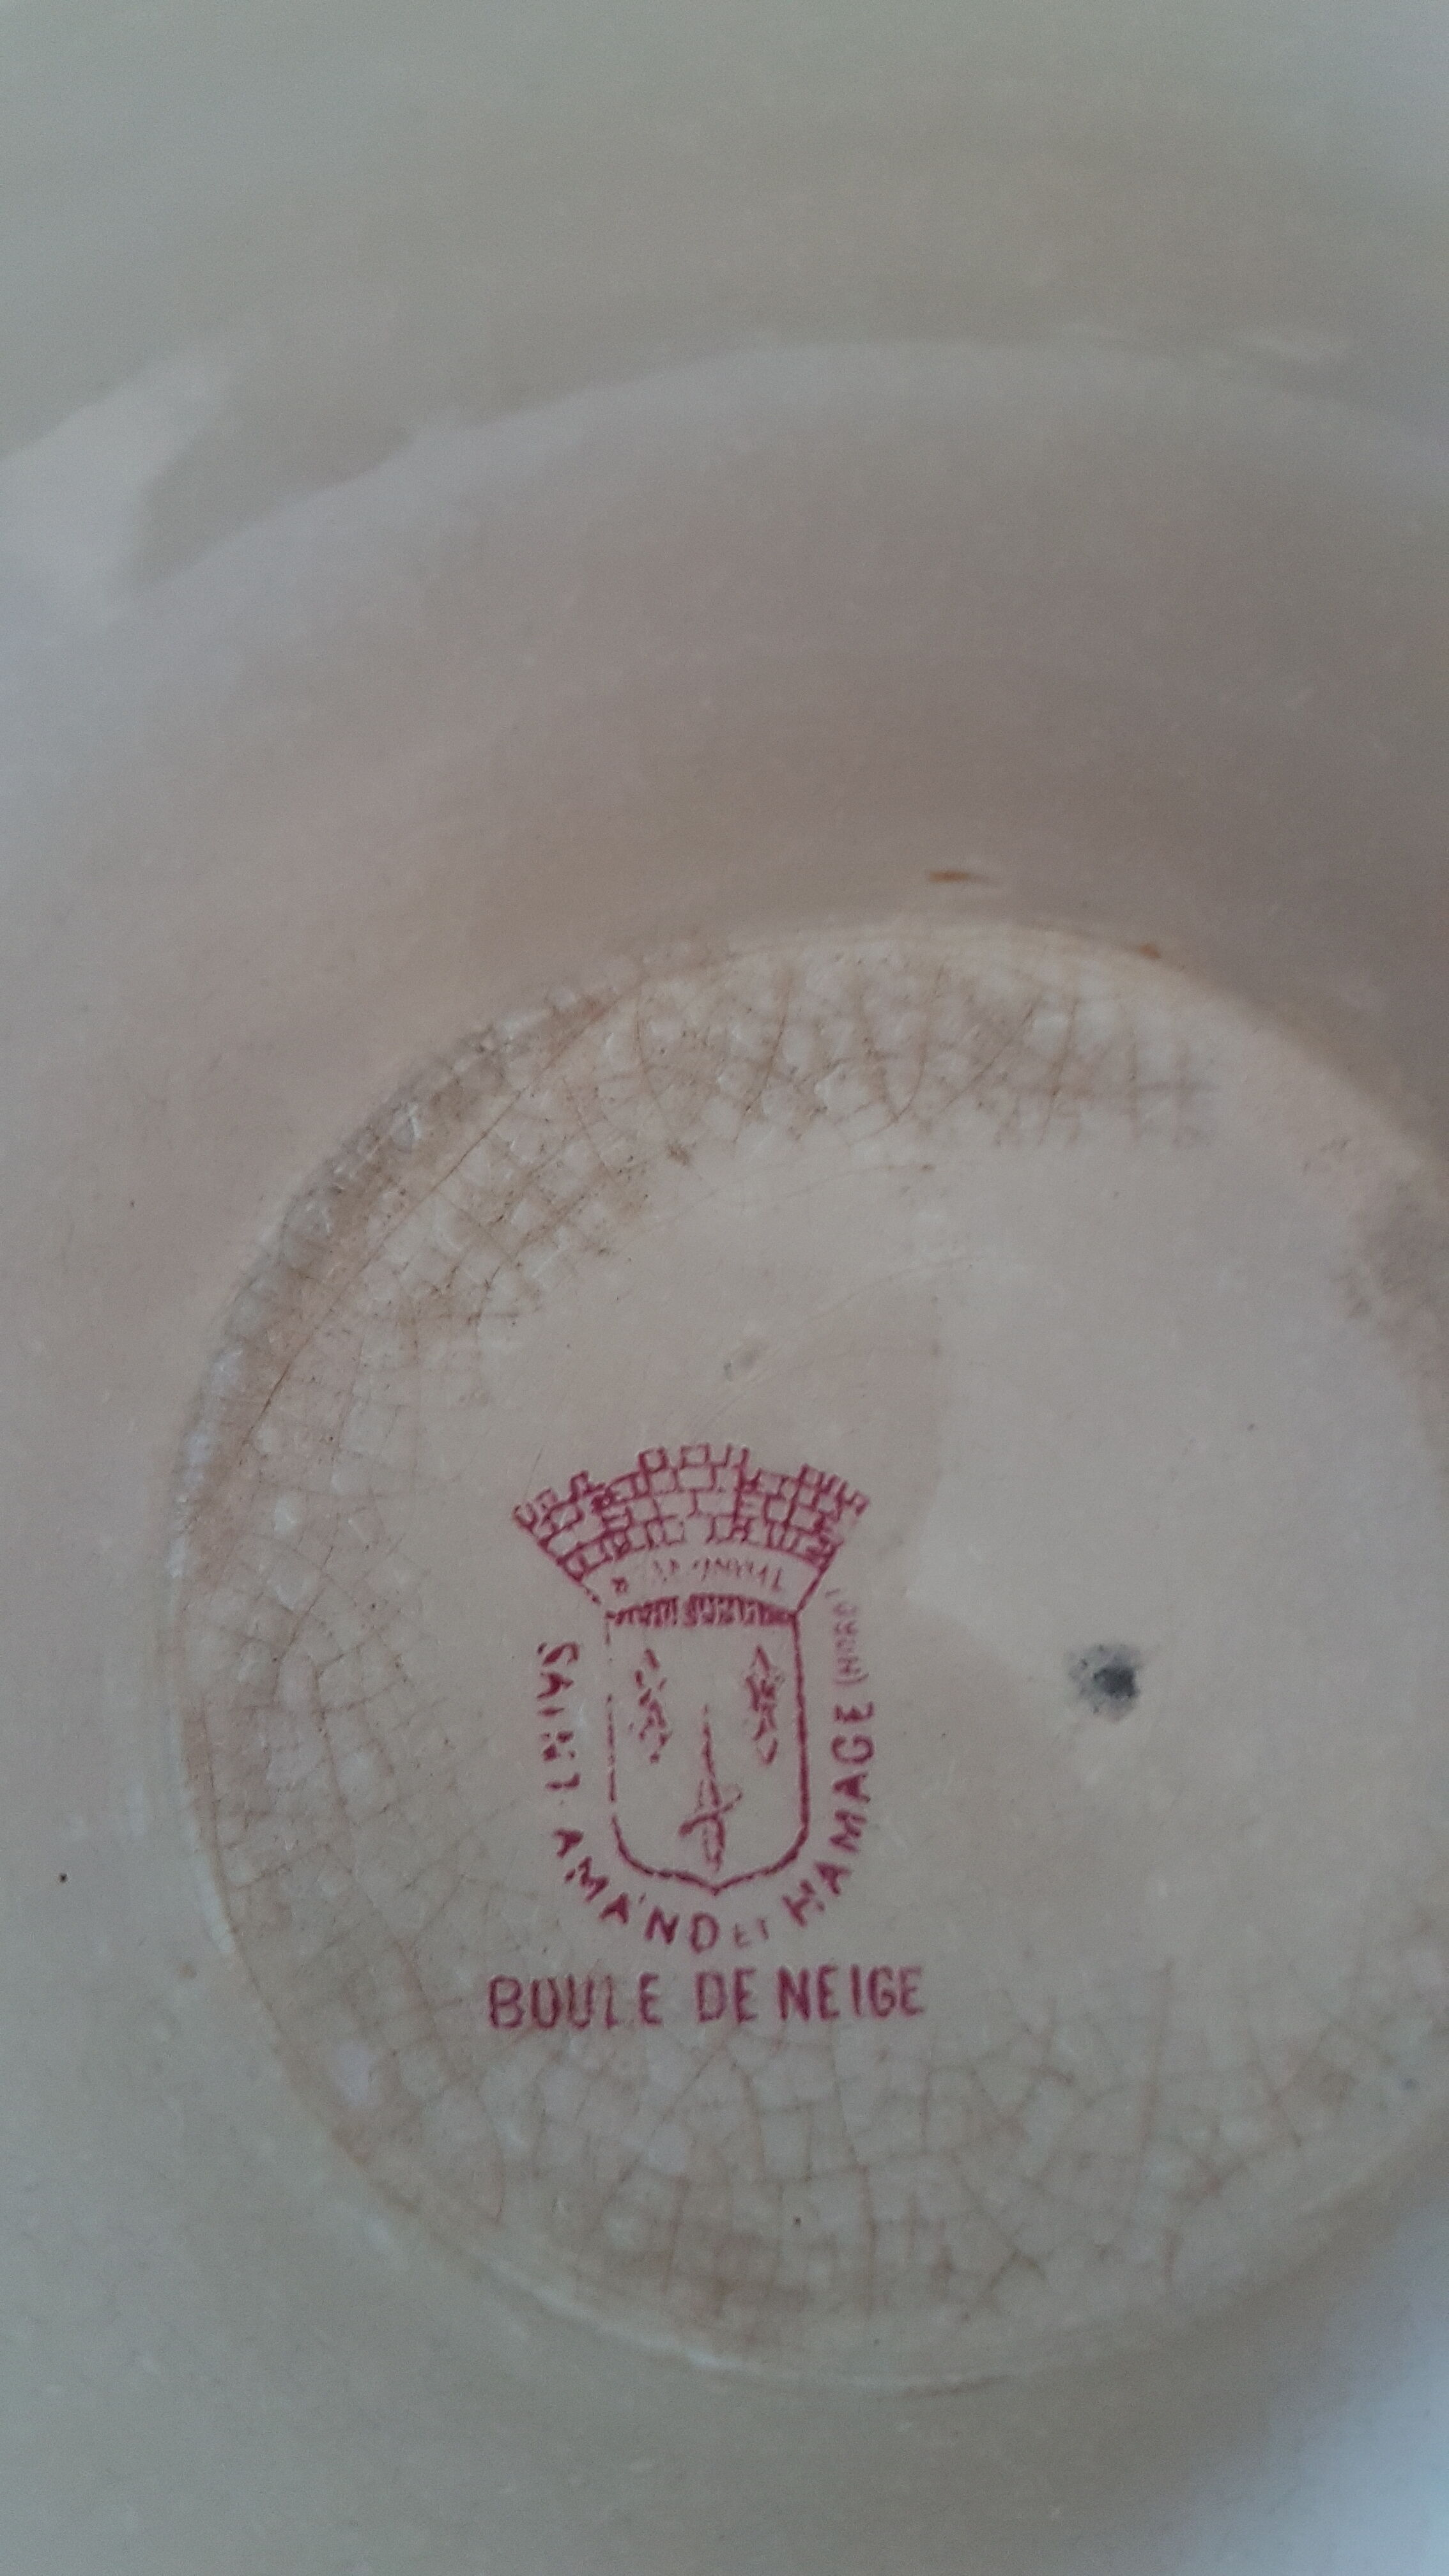 SAINT AMAND ET HAMAGE (NORD)
BOULE DE NEIGE